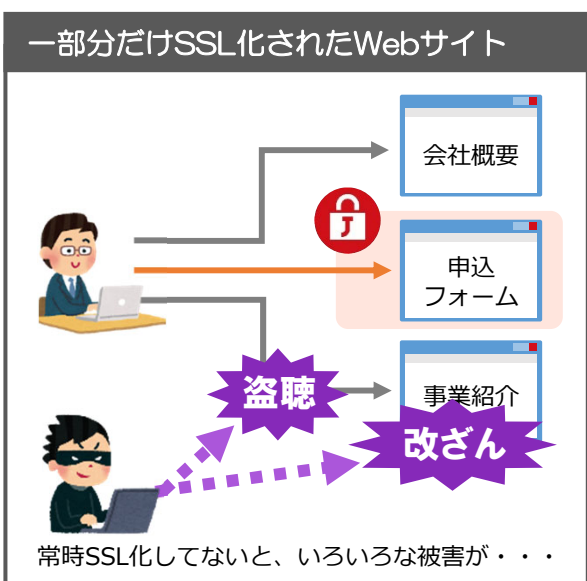 一部分だけSSL化されたWebサイト
会社概要
J
申込
フォーム
盗聴
事業紹介
改ざん
常時SSL化してないと、いろいろな被害が・・・